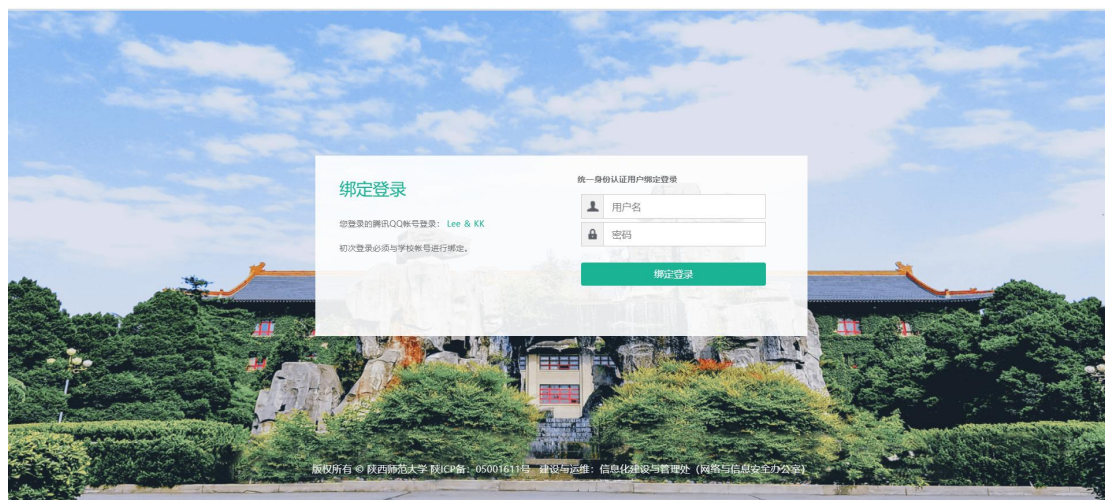 绑定登录
您登录的腾讯QQ帐号登录： Lee & KK
初次登录必须与学校帐号进行绑定。
统一身份认证用户绑定登录
用户名
密码
绑定登录
版权所有 © 陕西师范大学 陕ICP备：05001611号 建设与运维：信息化建设与管理处（网络与信息安全办公室）